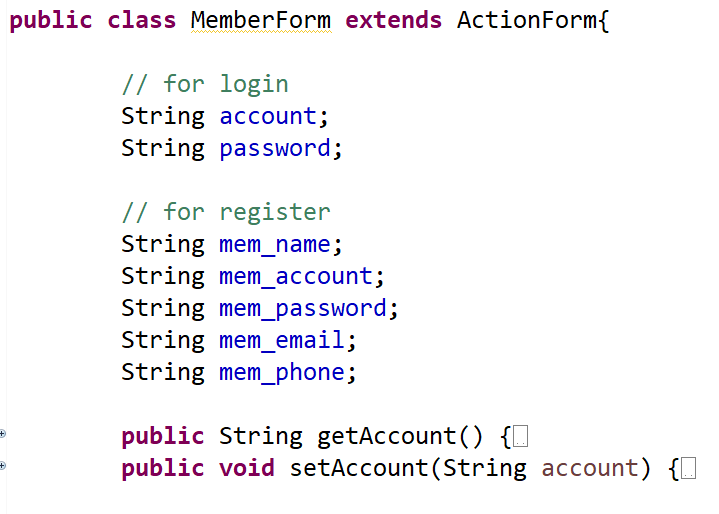 public class MemberForm extends ActionForm{
// for login
String account;
String password;
// for register
String mem_name;
String mem_account;
String mem_password;
String mem_email;
String mem_phone;
public String getAccount() {
public void setAccount(String account) {